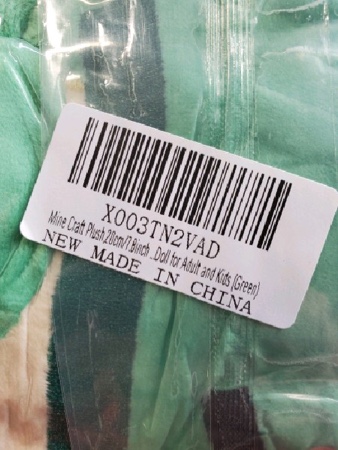 X003TN2VAD
Mine Craft Plush,20cm/7.8inch ..Doll for Adult and Kids (Green)
NEW MADE IN CHINA